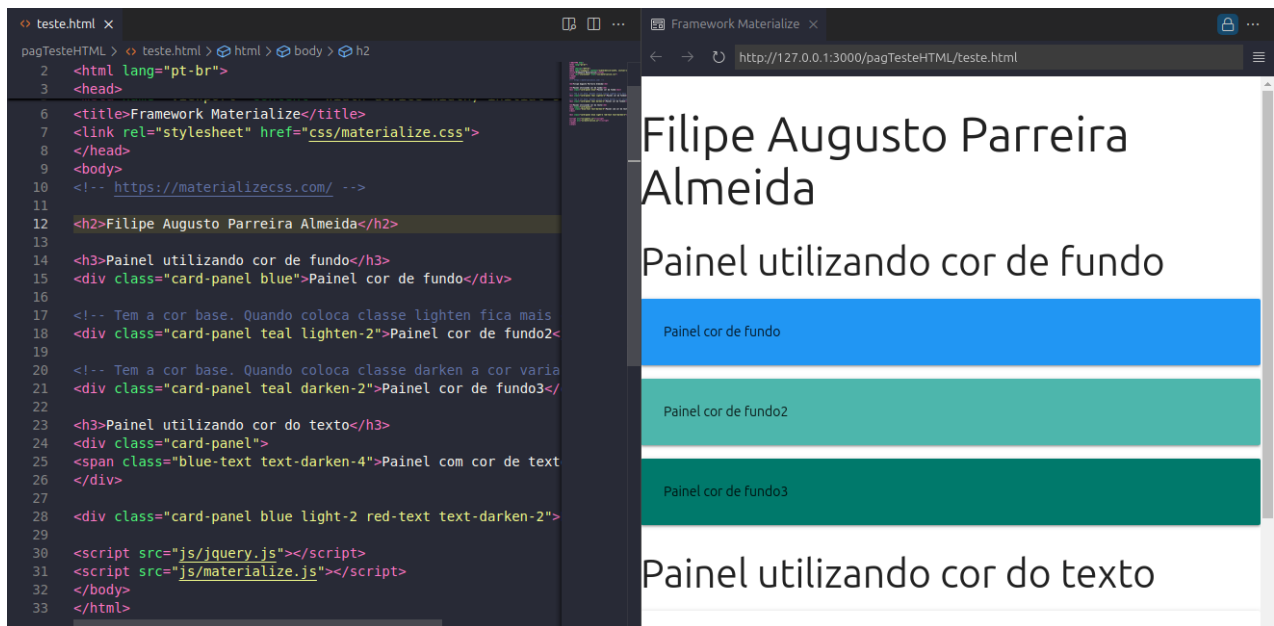 teste.html
pagTesteHTML > teste.html > html > body > h2
2 <html lang="pt-br">
3 <head>
6 <title>Framework Materialize</title>
7 <link rel="stylesheet" href="css/materialize.css">
8 </head>
9 <body>
10 <!-- https://materializecss.com/ -->
11
12 <h2>Filipe Augusto Parreira Almeida</h2>
13
14 <h3>Painel utilizando cor de fundo</h3>
15 <div class="card-panel blue">Painel cor de fundo</div>
16
17 <!-- Tem a cor base. Quando coloca classe lighten fica mais
18 <div class="card-panel teal lighten-2">Painel cor de fundo2<
19
20 <!-- Tem a cor base. Quando coloca classe darken a cor varia
21 <div class="card-panel teal darken-2">Painel cor de fundo3</
22
23 <h3>Painel utilizando cor do texto</h3>
24 <div class="card-panel">
25 <span class="blue-text text-darken-4">Painel com cor de text
26 </div>
27
28 <div class="card-panel blue light-2 red-text text-darken-2">
29
30 <script src="js/jquery.js"></script>
31 <script src="js/materialize.js"></script>
32 </body>
33 </html>
Framework Materialize
http://127.0.0.1:3000/pagTesteHTML/teste.html
Filipe Augusto Parreira
Almeida
Painel utilizando cor de fundo
Painel cor de fundo
Painel cor de fundo2
Painel cor de fundo3
Painel utilizando cor do texto